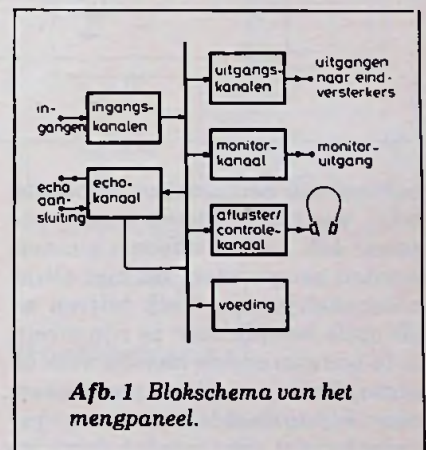 in-
gangen
ingangs-
kanalen
echo
aan-
sluiting
echo-
kanaal
uitgangs-
kanalen
uitgangen
naar eind-
versterkers
monitor-
kanaal
monitor-
uitgang
afluister/
controle-
kanaal
voeding
Afb. 1 Blokschema van het
mengpaneel.